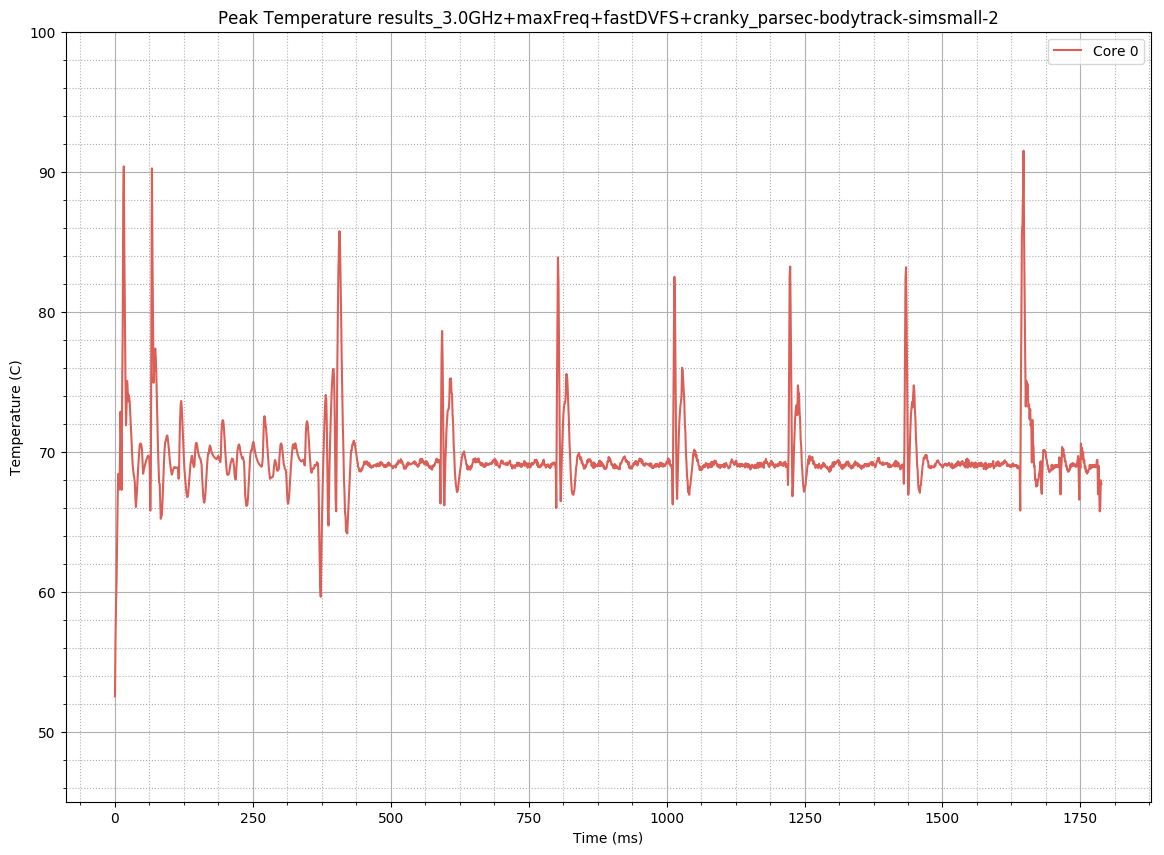 Peak Temperature results_3.0GHz+maxFreq+fastDVFS+cranky_parsec-bodytrack-simsmall-2
Core 0
100
90
80
70
60
50
Temperature (C)
0 250 500 750 1000 1250 1500 1750
Time (ms)